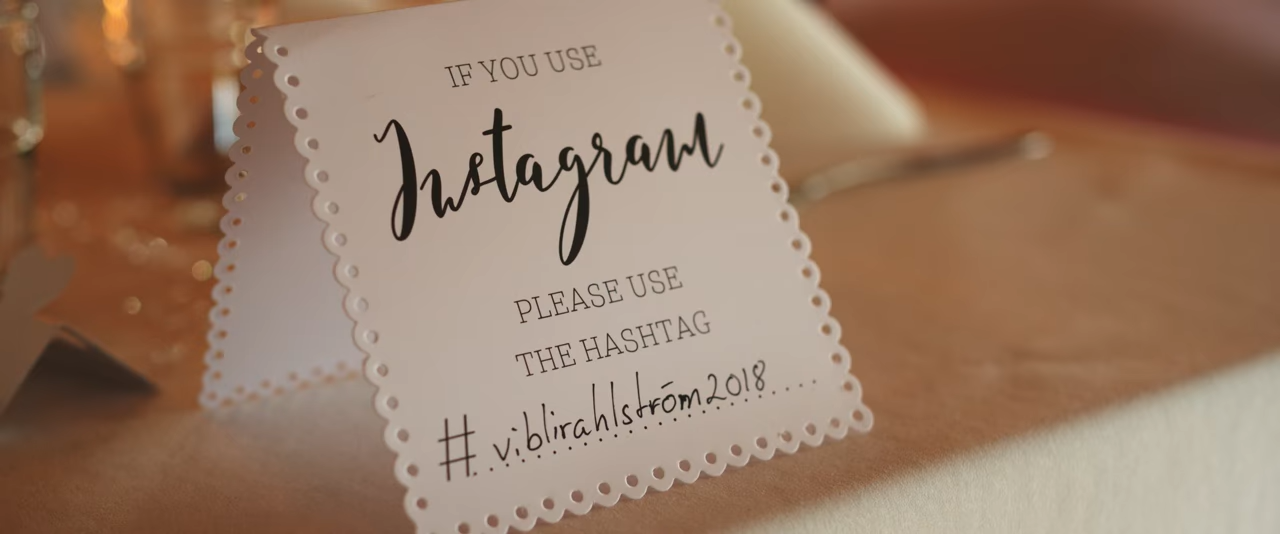 IF YOU USE
Instagram
PLEASE USE
THE HASHTAG
# viblirahlström2018